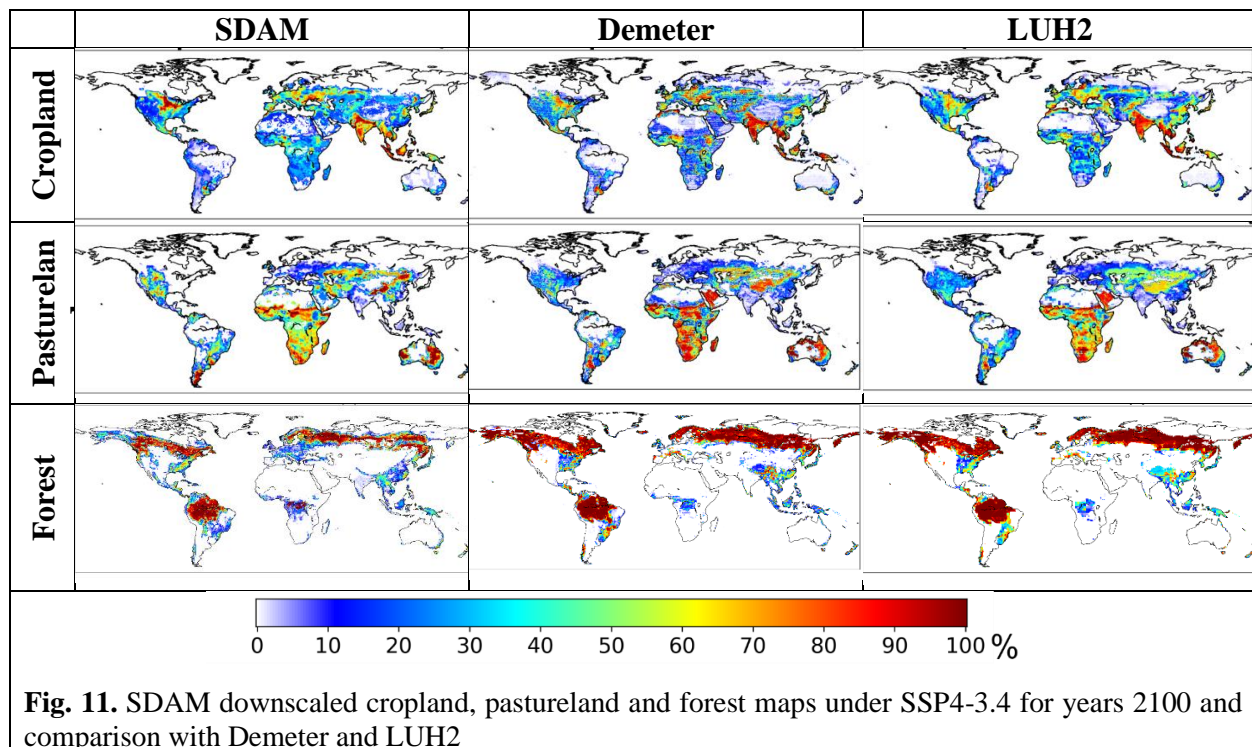 SDAM Demeter LUH2
Cropland
Pasturelan
Forest
0 10 20 30 40 50 60 70 80 90 100 %
Fig. 11. SDAM downscaled cropland, pastureland and forest maps under SSP4-3.4 for years 2100 and
comparison with Demeter and LUH2